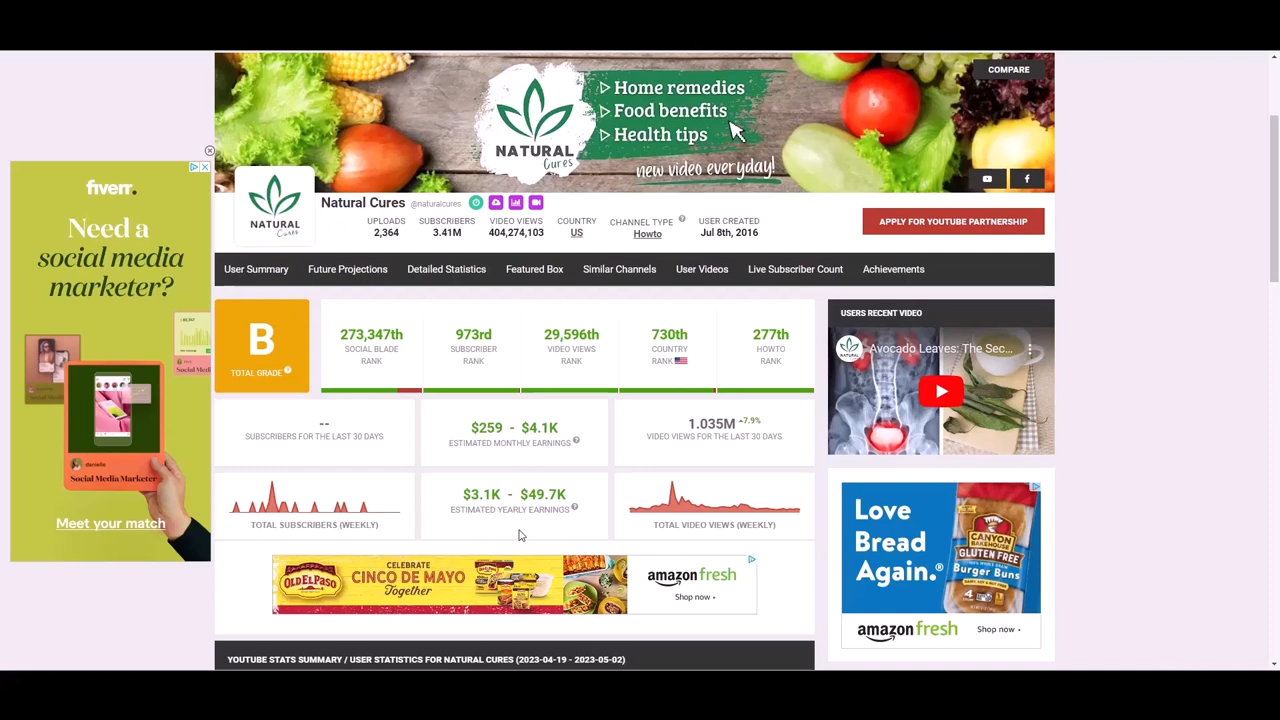 COMPARE
Home remedies
Food benefits
Health tips
new video everyday!
NATURAL
Cures
NATURAL
Cures
Natural Cures @naturalcures
UPLOADS
2,364
SUBSCRIBERS
3.41M
VIDEO VIEWS
404,274,103
COUNTRY
US
CHANNEL TYPE
Howto
USER CREATED
Jul 8th, 2016
APPLY FOR YOUTUBE PARTNERSHIP
User Summary
Future Projections
Detailed Statistics
Featured Box
Similar Channels
User Videos
Live Subscriber Count
Achievements
B
TOTAL GRADE
273,347th
SOCIAL BLADE
RANK
973rd
SUBSCRIBER
RANK
29,596th
VIDEO VIEWS
RANK
730th
COUNTRY
RANK
277th
HOWTO
RANK
--
SUBSCRIBERS FOR THE LAST 30 DAYS
$259 - $4.1K
ESTIMATED MONTHLY EARNINGS
1.035M 7.9%
VIDEO VIEWS FOR THE LAST 30 DAYS
TOTAL SUBSCRIBERS (WEEKLY)
$3.1K - $49.7K
ESTIMATED YEARLY EARNINGS
TOTAL VIDEO VIEWS (WEEKLY)
OLD EL PASO
CELEBRATE
CINCO DE MAYO
Together
amazon fresh
Shop now
YOUTUBE STATS SUMMARY / USER STATISTICS FOR NATURAL CURES (2023-04-19 - 2023-05-02)
USERS RECENT VIDEO
NATURAL
Avocado Leaves: The Sec...
Love
Bread
Again.®
CANYON
BAKEHOUSE
GLUTEN FREE
Burger Buns
4
amazon fresh
Shop now
fiverr.
Need a
social media
marketer?
danielle
Social Media Marketer
Meet your match